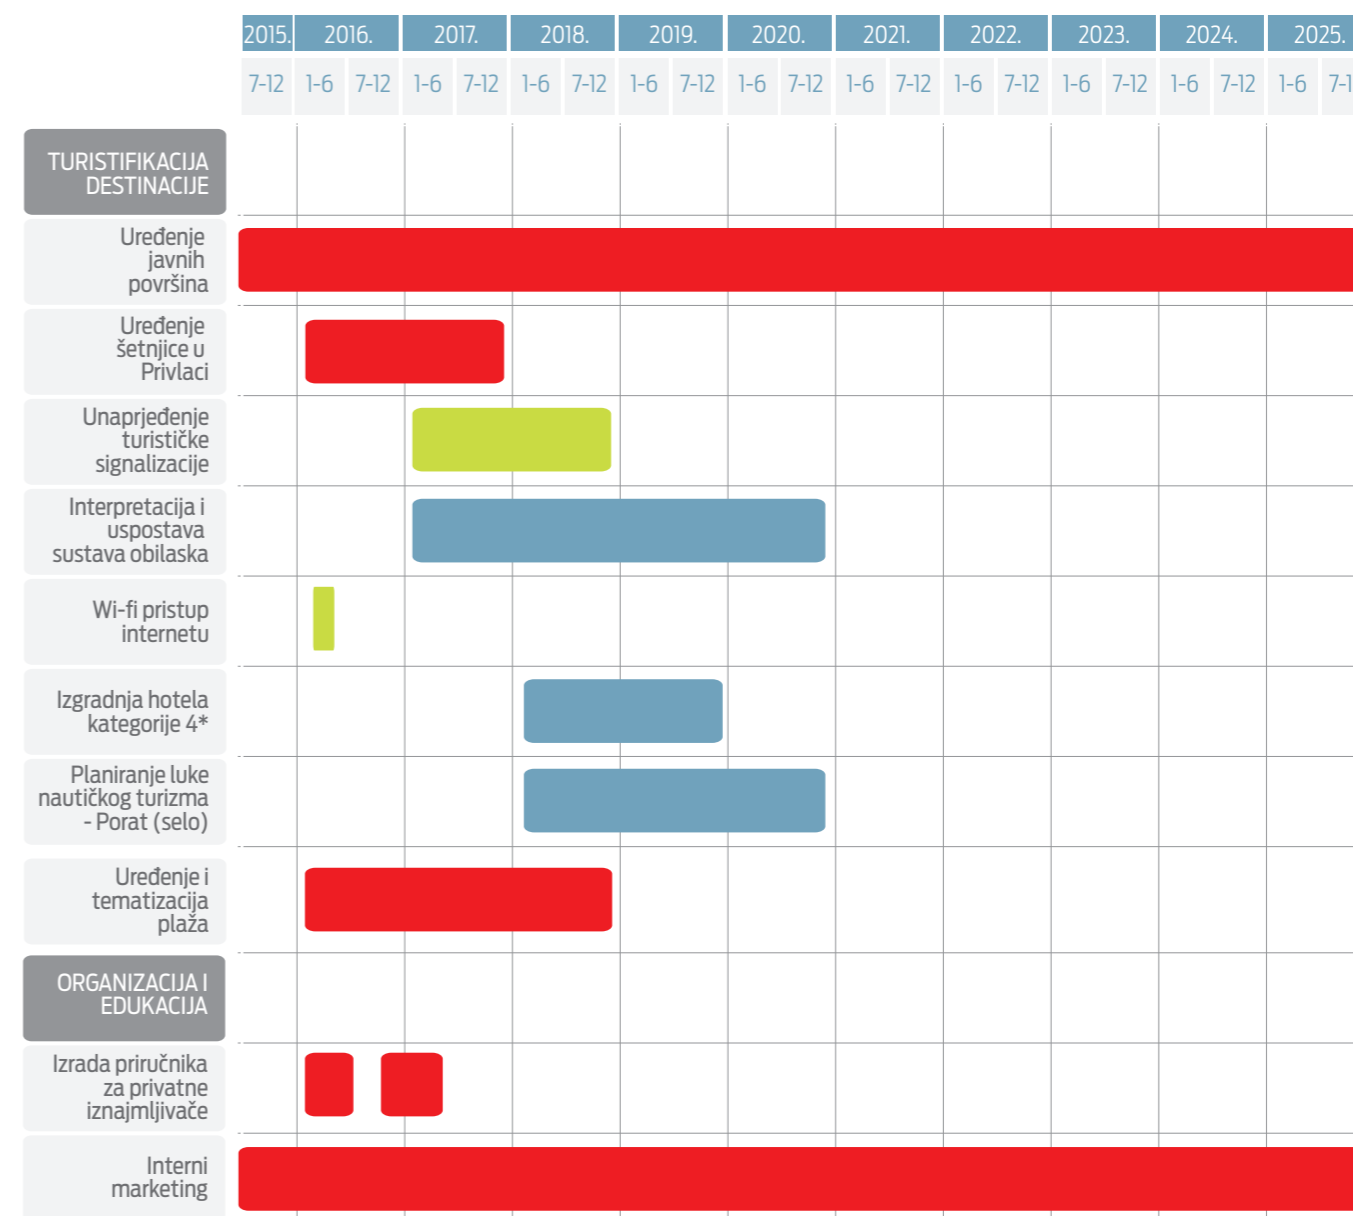 2015. 2016. 2017. 2018. 2019. 2020. 2021. 2022. 2023. 2024. 2025.
7-12 1-6 7-12 1-6 7-12 1-6 7-12 1-6 7-12 1-6 7-12 1-6 7-12 1-6 7-12 1-6 7-12 1-6 7-12 1-6 7-1
TURISTIFIKACIJA
DESTINACIJE
Uređenje
javnih
površina
Uređenje
šetnjice u
Privlaci
Unaprjeđenje
turističke
signalizacije
Interpretacija i
uspostava
sustava obilaska
Wi-fi pristup
internetu
Izgradnja hotela
kategorije 4*
Planiranje luke
nautičkog turizma
- Porat (selo)
Uređenje i
tematizacija
plaža
ORGANIZACIJA I
EDUKACIJA
Izrada priručnika
za privatne
iznajmljivače
Interni
marketing